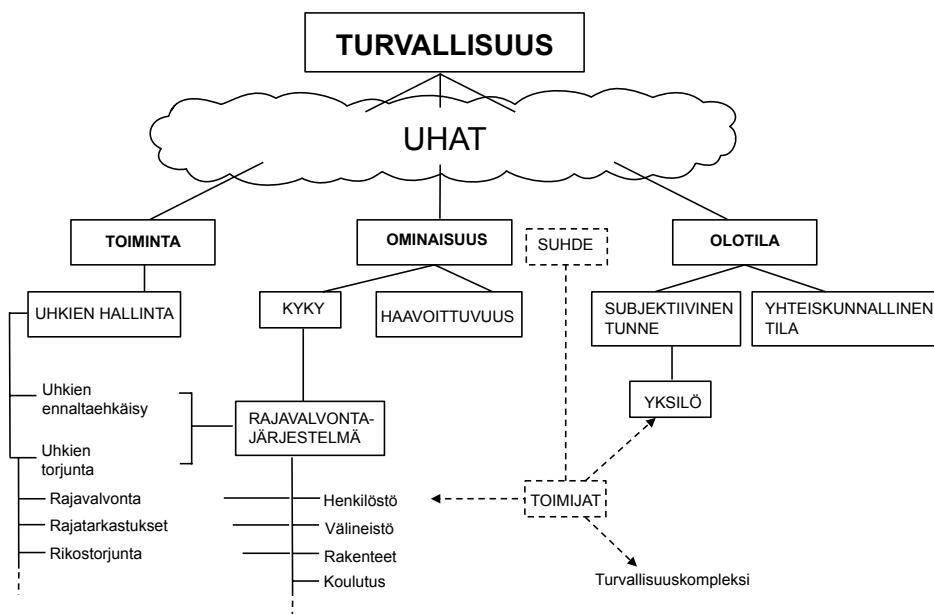 TURVALLISUUS
UHAT
TOIMINTA
OMINAISUUS
SUHDE
OLOTILA
UHKIEN HALLINTA
KYKY
HAAVOITTUVUUS
SUBJEKTIIVINEN
TUNNE
YHTEISKUNNALLINEN
TILA
Uhkien
ennaltaehkäisy
YKSILÖ
RAJAVALVONTA-
JÄRJESTELMÄ
Uhkien
torjunta
Rajavalvonta
Henkilöstö
TOIMIJAT
Rajatarkastukset
Välineistö
Rikostorjunta
Rakenteet
Koulutus
Turvallisuuskompleksi